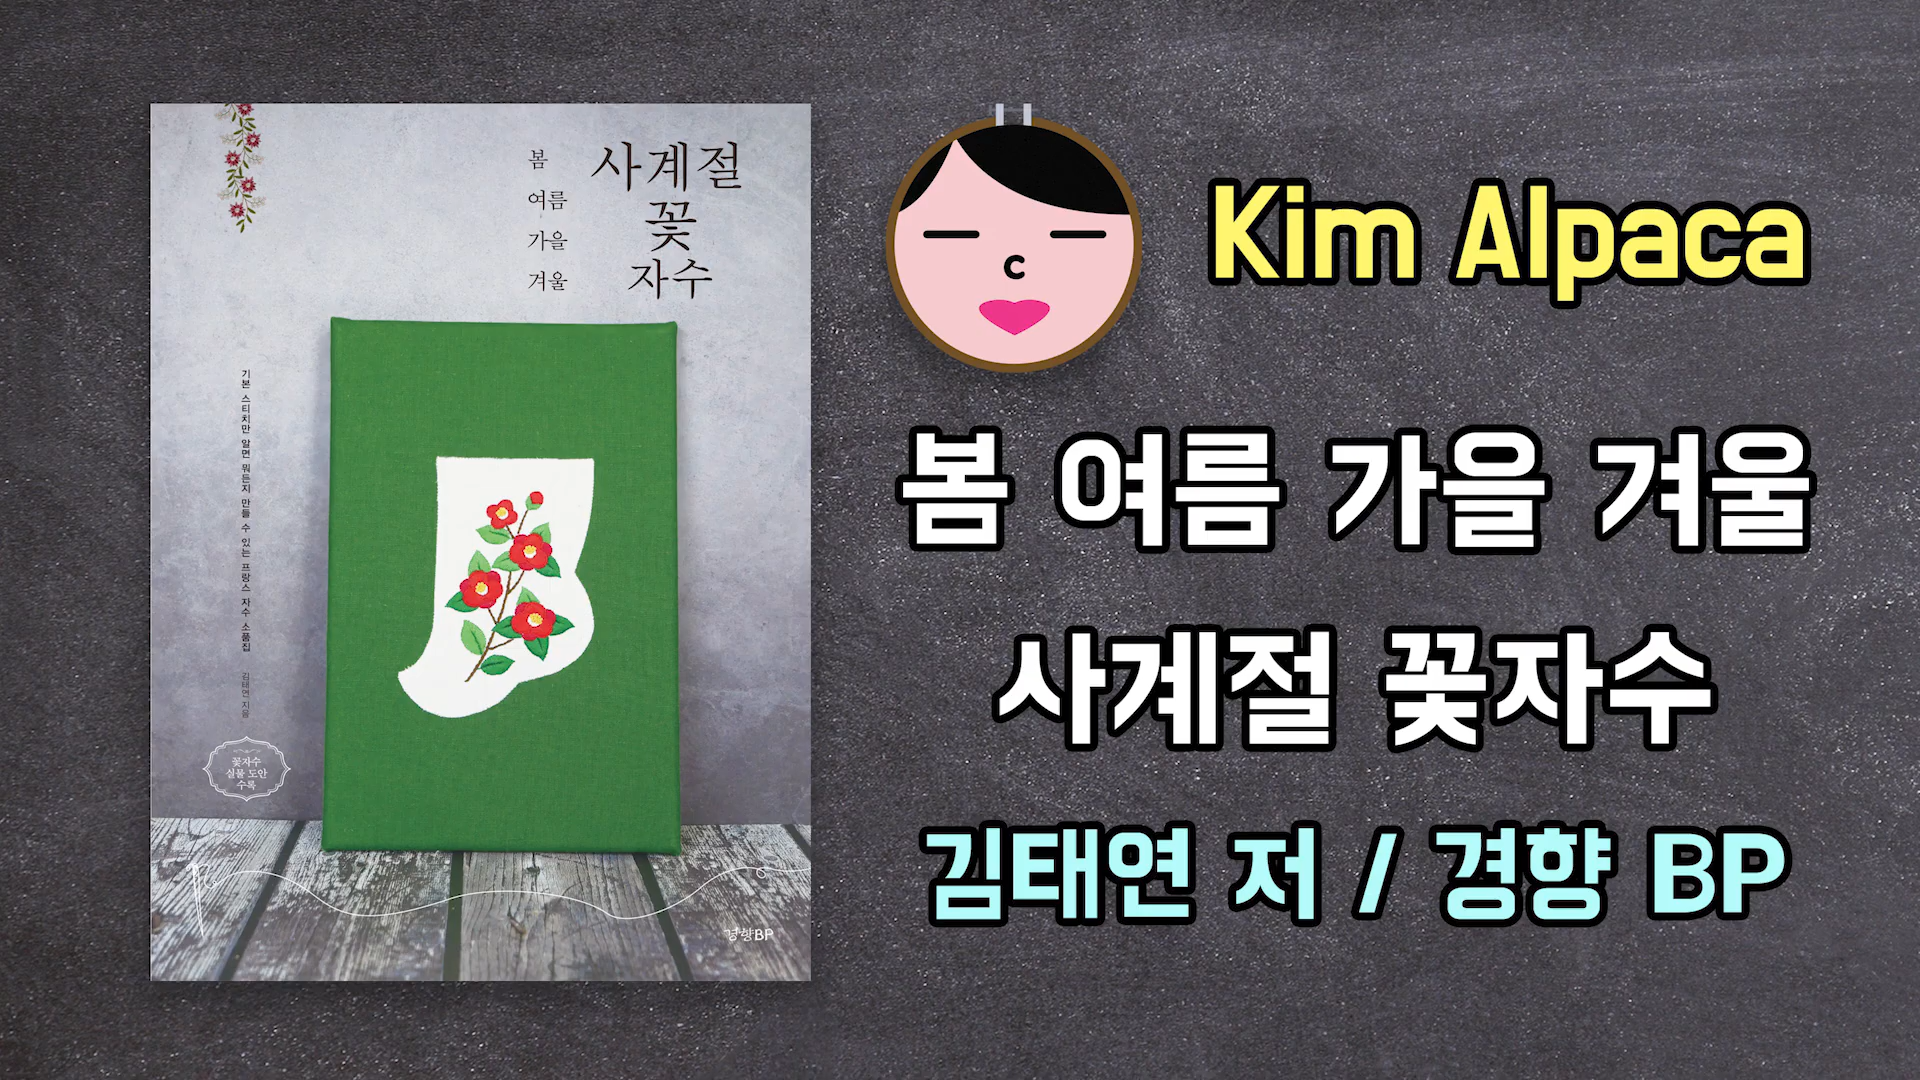 봄
여름
가을
겨울
사계절
꽃
자수
기본 스티치만 알면 뭐든지 만들 수 있는 프랑스 자수 소품집
김태연 지음
꽃자수
실물 도안
수록
경향BP
Kim Alpaca
봄 여름 가을 겨울
사계절 꽃자수
김태연 저 / 경향 BP